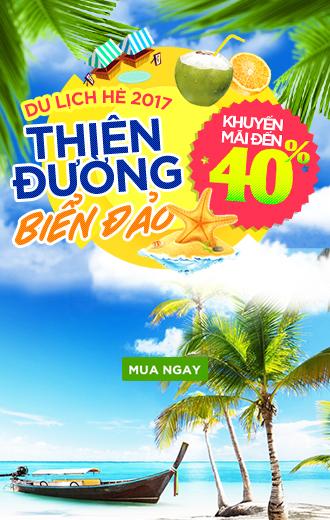 DU LỊCH HÈ 2017
THIÊN
ĐƯỜNG
BIỂN ĐẢO
KHUYẾN
MÃI ĐẾN
40%
MUA NGAY